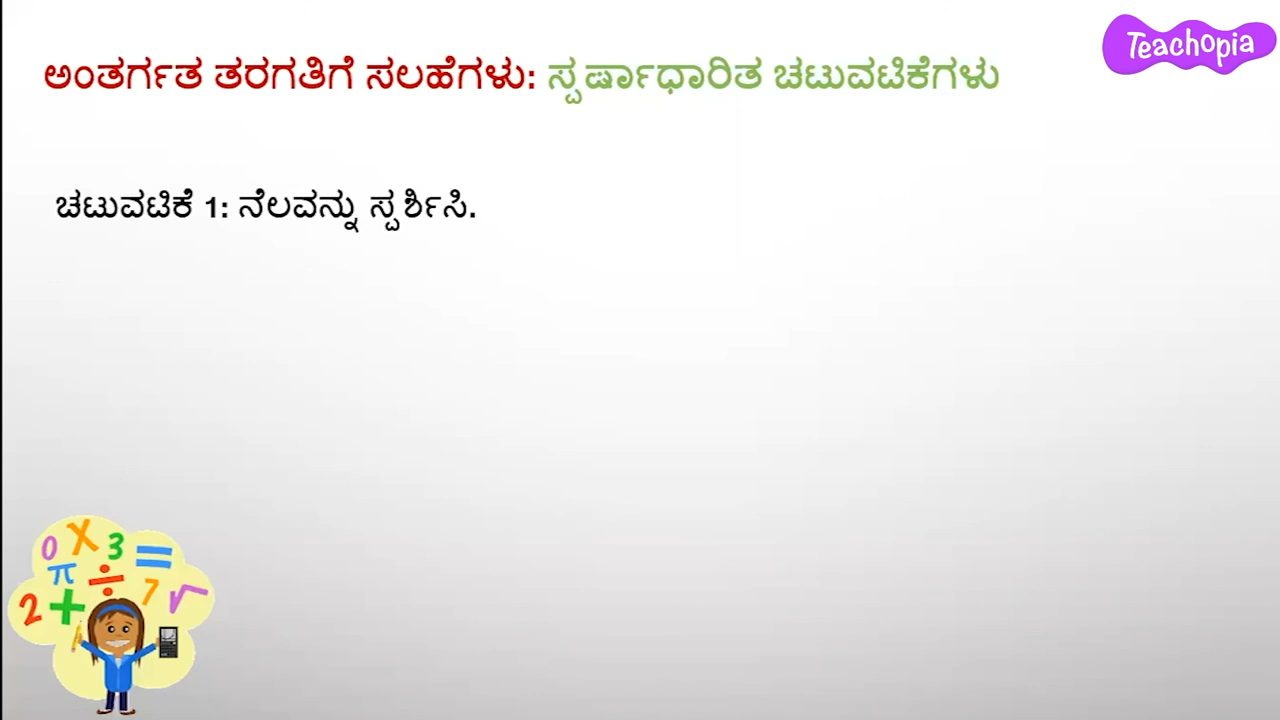 ಅಂತರ್ಗತ ತರಗತಿಗೆ ಸಲಹೆಗಳು: ಸ್ಪರ್ಷಾಧಾರಿತ ಚಟುವಟಿಕೆಗಳು
Teachopia
ಚಟುವಟಿಕೆ 1: ನೆಲವನ್ನು ಸ್ಪರ್ಶಿಸಿ.
0 X 3 =
π ÷ 7 √
2 +